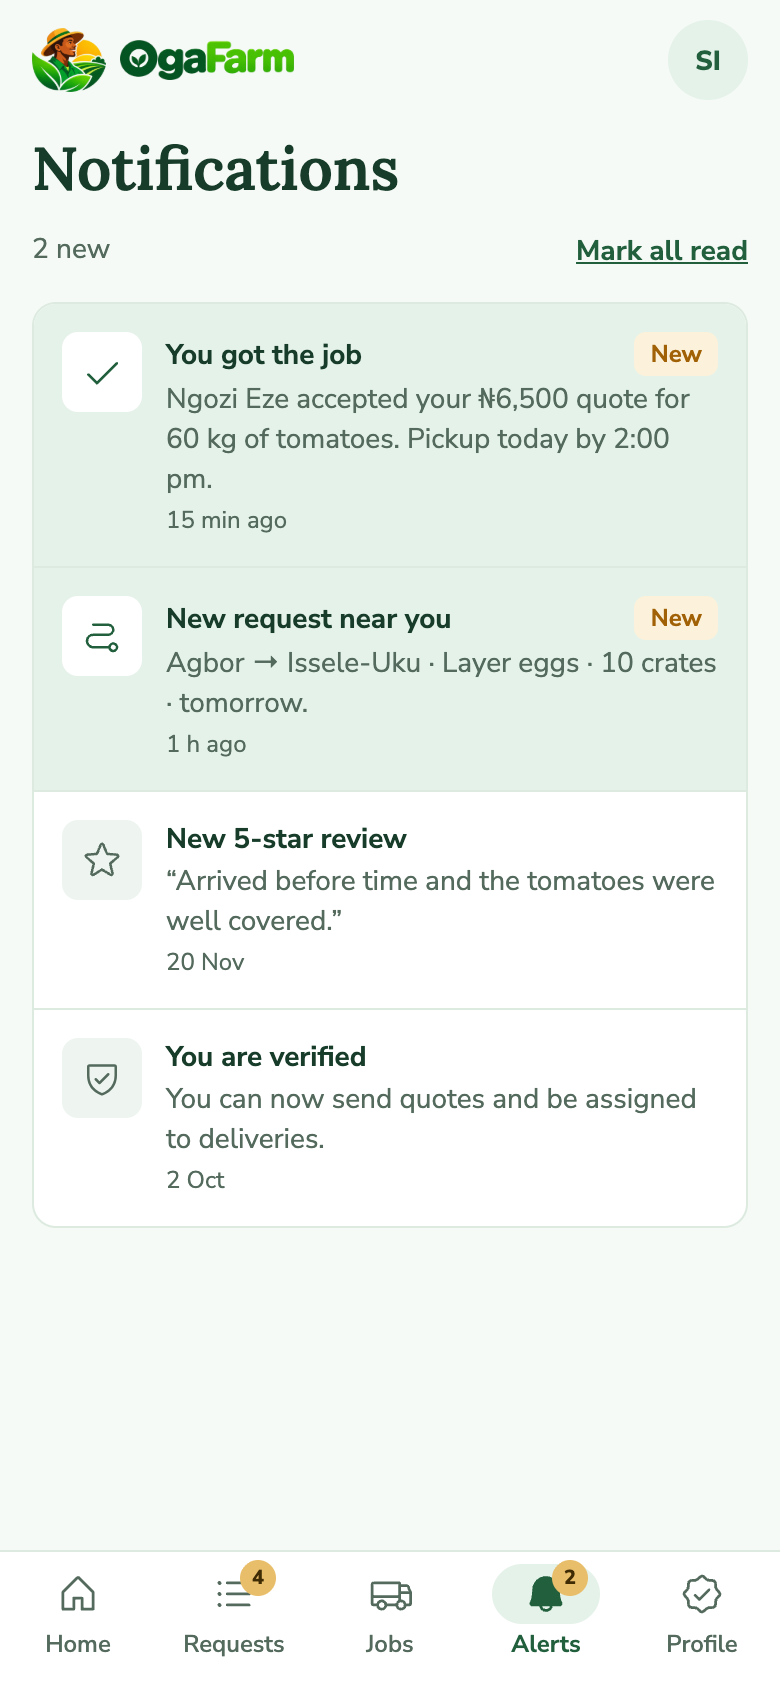 OgaFarm
SI
Notifications
2 new
Mark all read
You got the job
New
Ngozi Eze accepted your ₦6,500 quote for
60 kg of tomatoes. Pickup today by 2:00
pm.
15 min ago
New request near you
New
Agbor → Issele-Uku · Layer eggs · 10 crates
· tomorrow.
1 h ago
New 5-star review
“Arrived before time and the tomatoes were
well covered.”
20 Nov
You are verified
You can now send quotes and be assigned
to deliveries.
2 Oct
4
2
Home
Requests
Jobs
Alerts
Profile